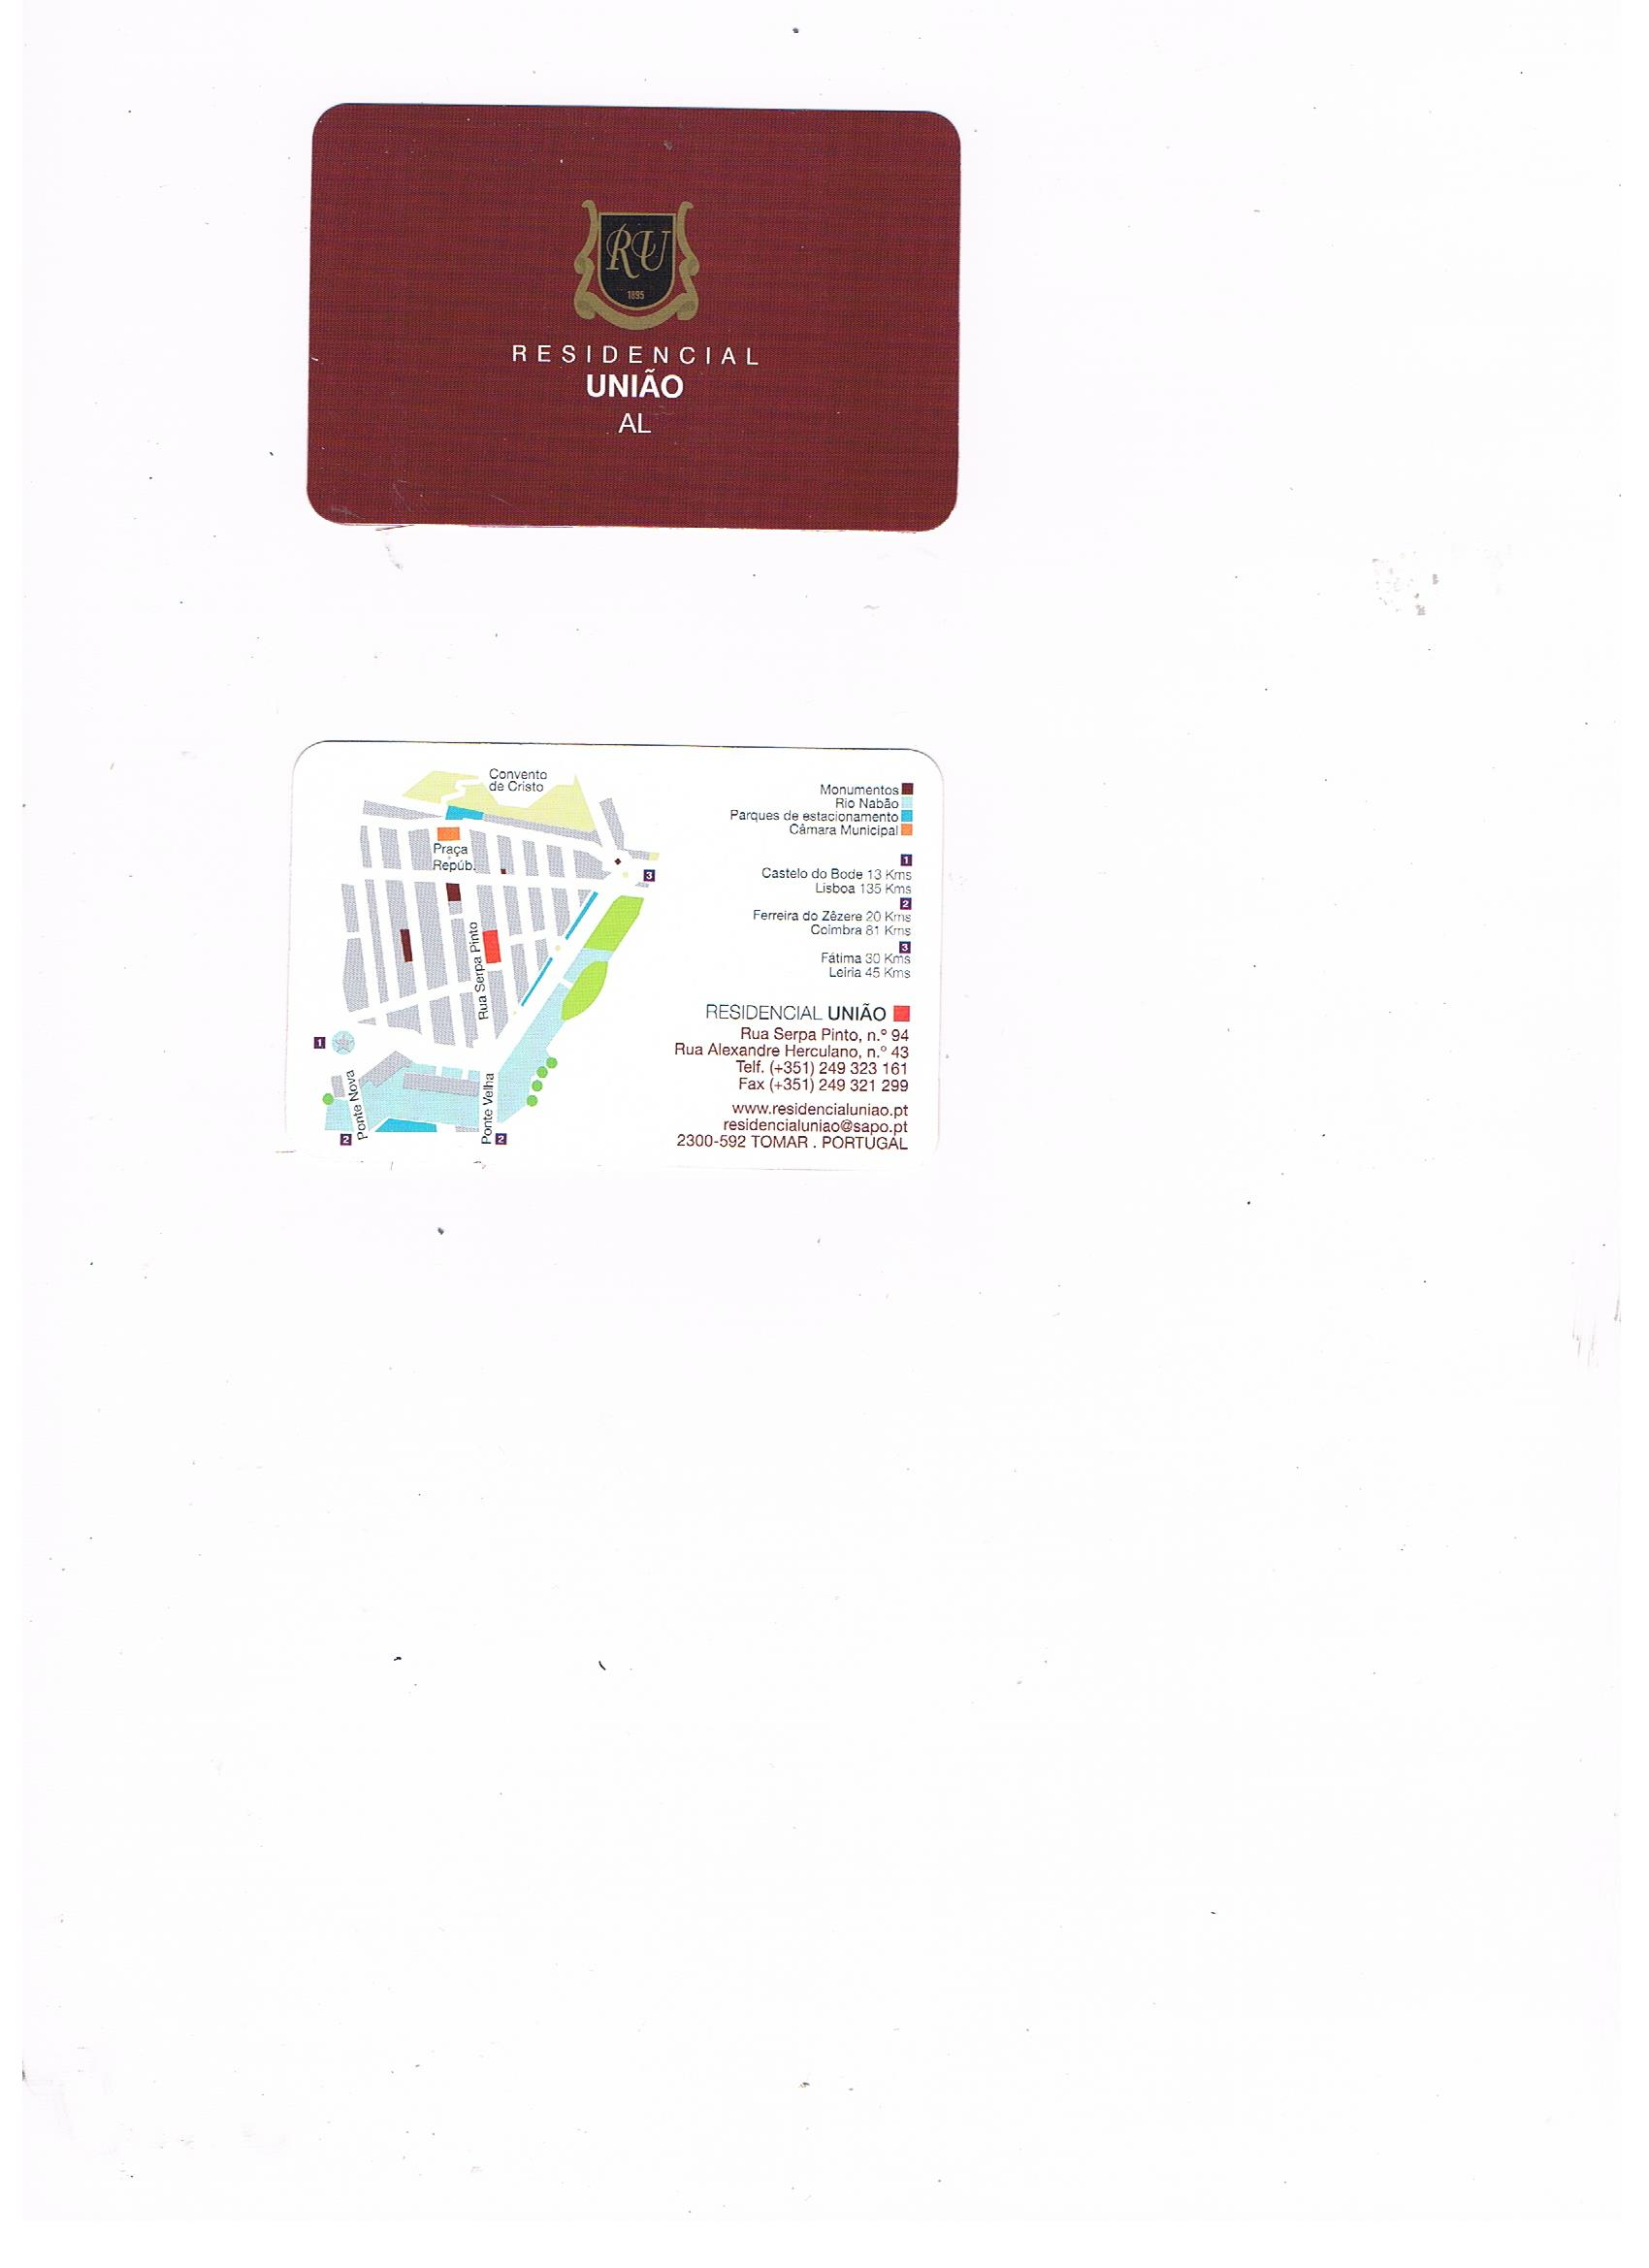 RU
1895
RESIDENCIAL
UNIÃO
AL
Convento
de Cristo
Praça
Repúb.
3
Rua Serpa Pinto
1
Ponte Nova
2
Ponte Velha
2
Monumentos
Rio Nabão
Parques de estacionamento
Câmara Municipal
1
Castelo do Bode 13 Kms
Lisboa 135 Kms
2
Ferreira do Zêzere 20 Kms
Coimbra 81 Kms
3
Fátima 30 Kms
Leiria 45 Kms
RESIDENCIAL UNIÃO
Rua Serpa Pinto, n.º 94
Rua Alexandre Herculano, n.º 43
Telf. (+351) 249 323 161
Fax (+351) 249 321 299
www.residencialuniao.pt
residencialuniao@sapo.pt
2300-592 TOMAR . PORTUGAL